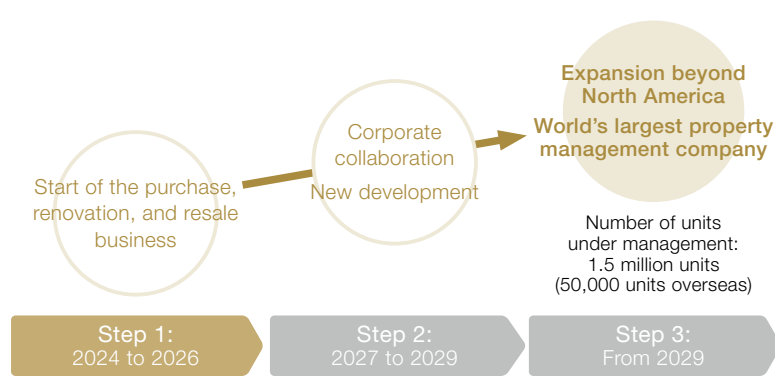 Start of the purchase,
renovation, and resale
business
Corporate
collaboration
New development
Expansion beyond
North America
World's largest property
management company
Number of units
under management:
1.5 million units
(50,000 units overseas)
Step 1:
2024 to 2026
Step 2:
2027 to 2029
Step 3:
From 2029